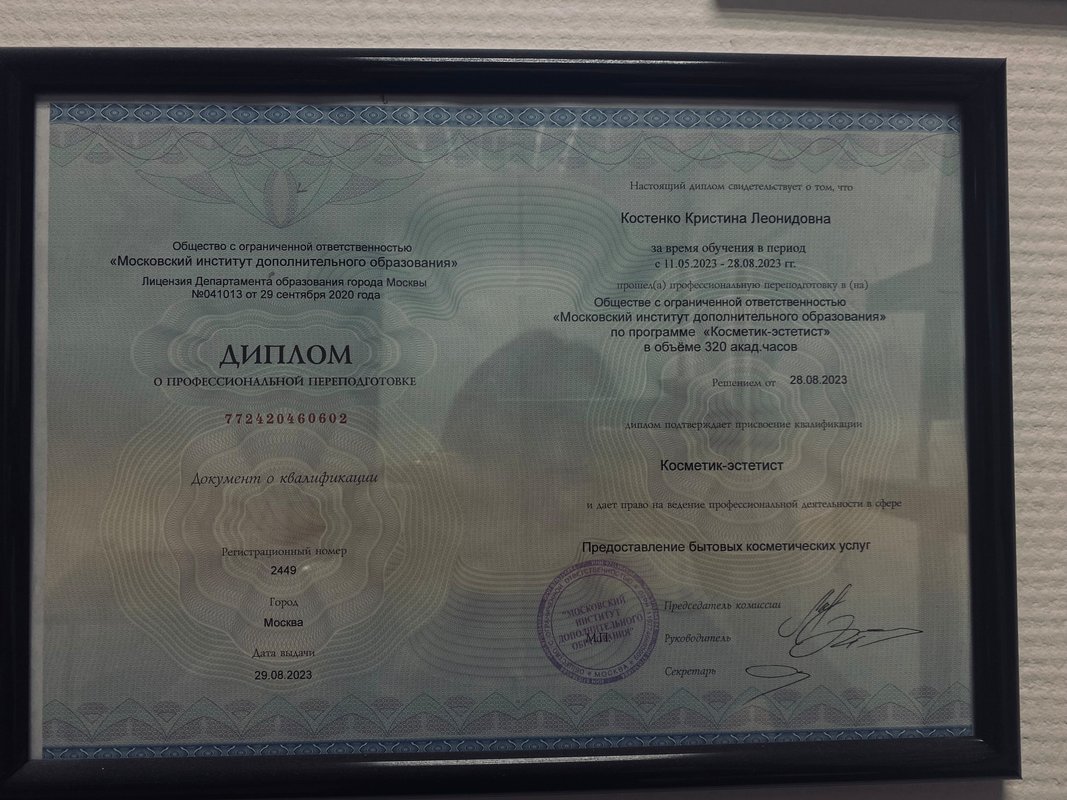 Общество с ограниченной ответственностью
«Московский институт дополнительного образования»
Лицензия Департамента образования города Москвы
№041013 от 29 сентября 2020 года
ДИПЛОМ
О ПРОФЕССИОНАЛЬНОЙ ПЕРЕПОДГОТОВКЕ
772420460602
Документ о квалификации
Регистрационный номер
2449
Город
Москва
Дата выдачи
29.08.2023
Настоящий диплом свидетельствует о том, что
Костенко Кристина Леонидовна
за время обучения в период
с 11.05.2023 - 28.08.2023 гг.
прошел(а) профессиональную переподготовку в (на)
Обществе с ограниченной ответственностью
«Московский институт дополнительного образования»
по программе «Косметик-эстетист»
в объёме 320 акад.часов
Решением от 28.08.2023
диплом подтверждает присвоение квалификации
Косметик-эстетист
и дает право на ведение профессиональной деятельности в сфере
Предоставление бытовых косметических услуг
"МОСКОВСКИЙ
ИНСТИТУТ
ДОПОЛНИТЕЛЬНОГО
ОБРАЗОВАНИЯ"
МОСКВА
М.П.
Председатель комиссии
Руководитель
Секретарь